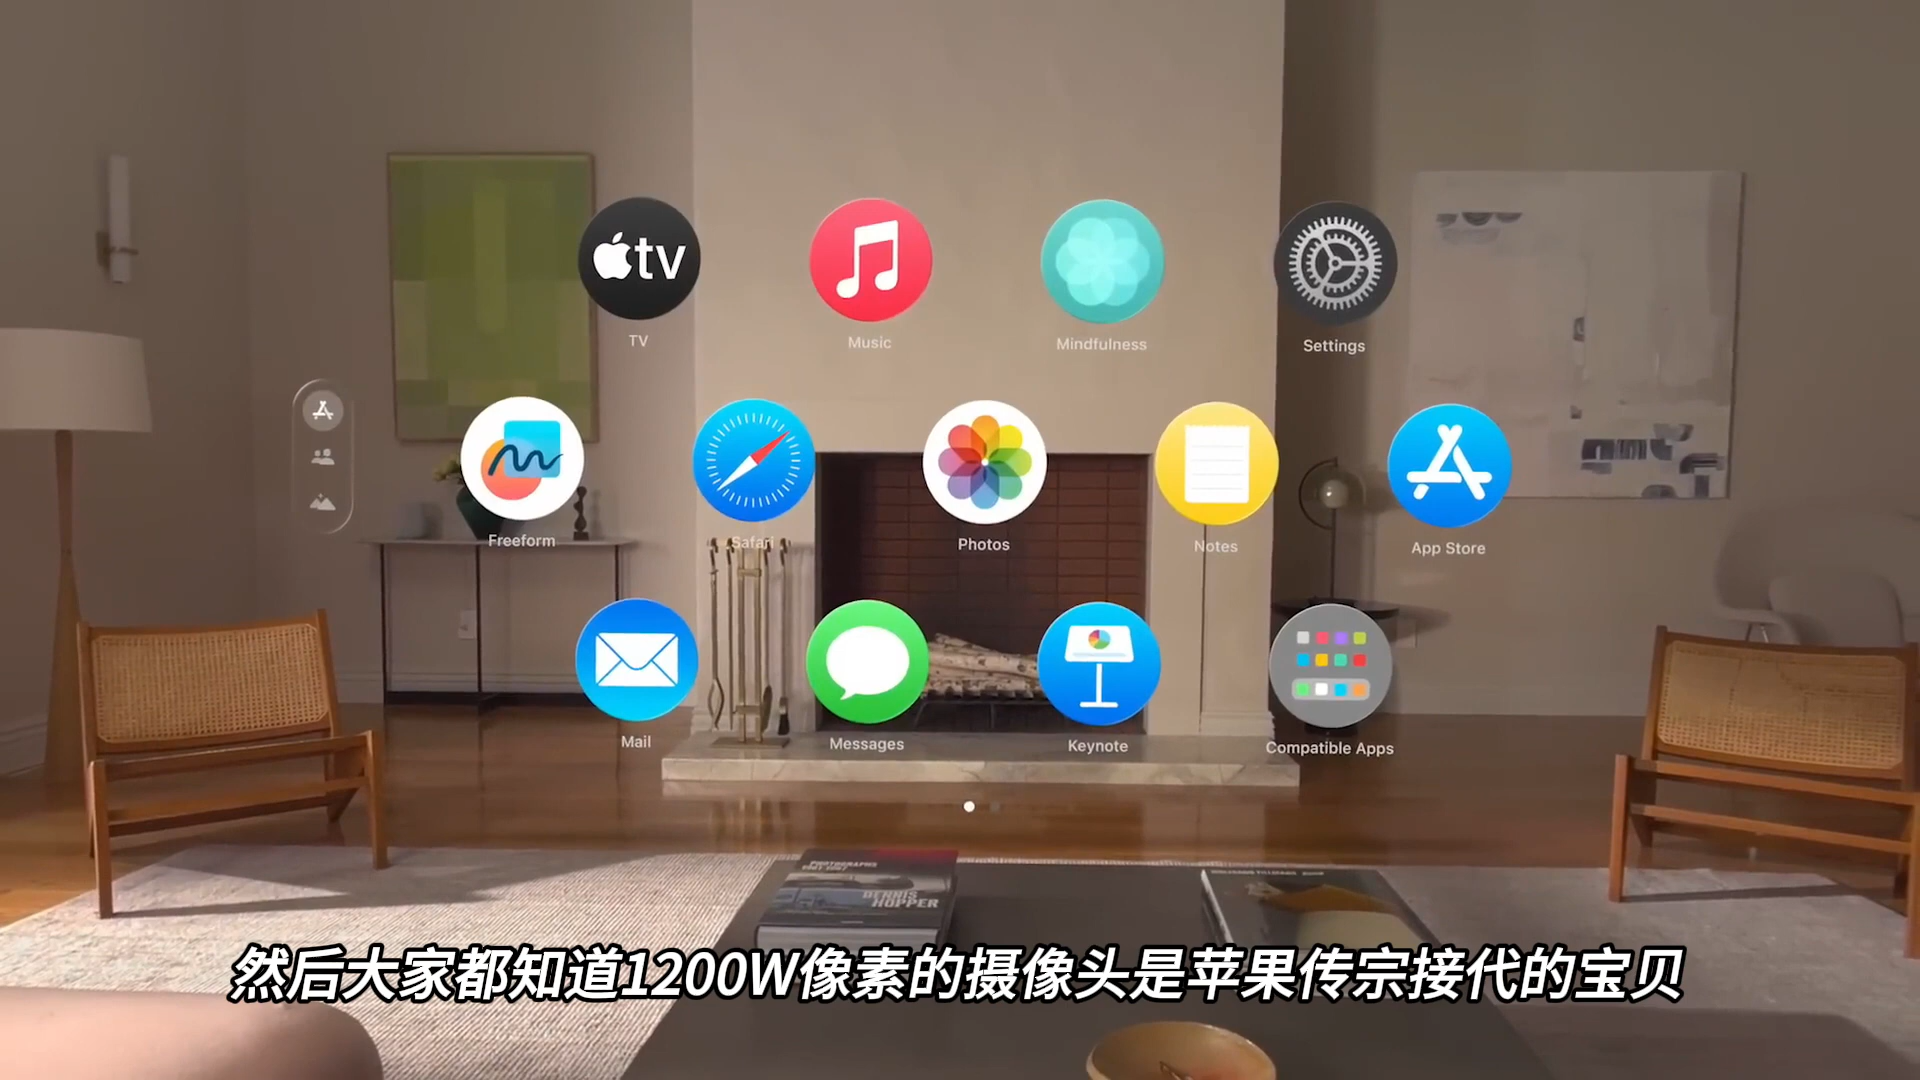 tv
TV
Music
Mindfulness
Settings
Freeform
Safari
Photos
Notes
App Store
Mail
Messages
Keynote
Compatible Apps
DENNIS
HOPPER
然后大家都知道1200W像素的摄像头是苹果传宗接代的宝贝